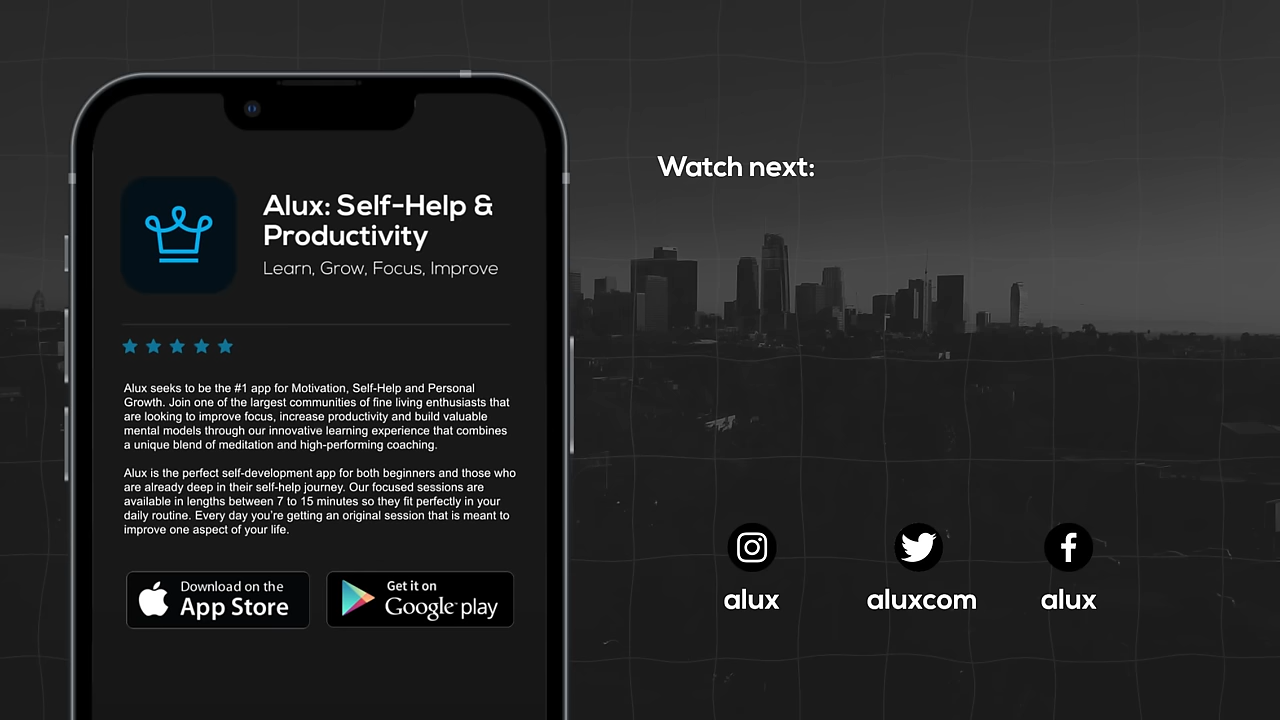 Alux: Self-Help &
Productivity
Learn, Grow, Focus, Improve
Alux seeks to be the #1 app for Motivation, Self-Help and Personal
Growth. Join one of the largest communities of fine living enthusiasts that
are looking to improve focus, increase productivity and build valuable
mental models through our innovative learning experience that combines
a unique blend of meditation and high-performing coaching.
Alux is the perfect self-development app for both beginners and those who
are already deep in their self-help journey. Our focused sessions are
available in lengths between 7 to 15 minutes so they fit perfectly in your
daily routine. Every day you're getting an original session that is meant to
improve one aspect of your life.
Download on the
App Store
Get it on
Google play
Watch next:
alux
aluxcom
alux